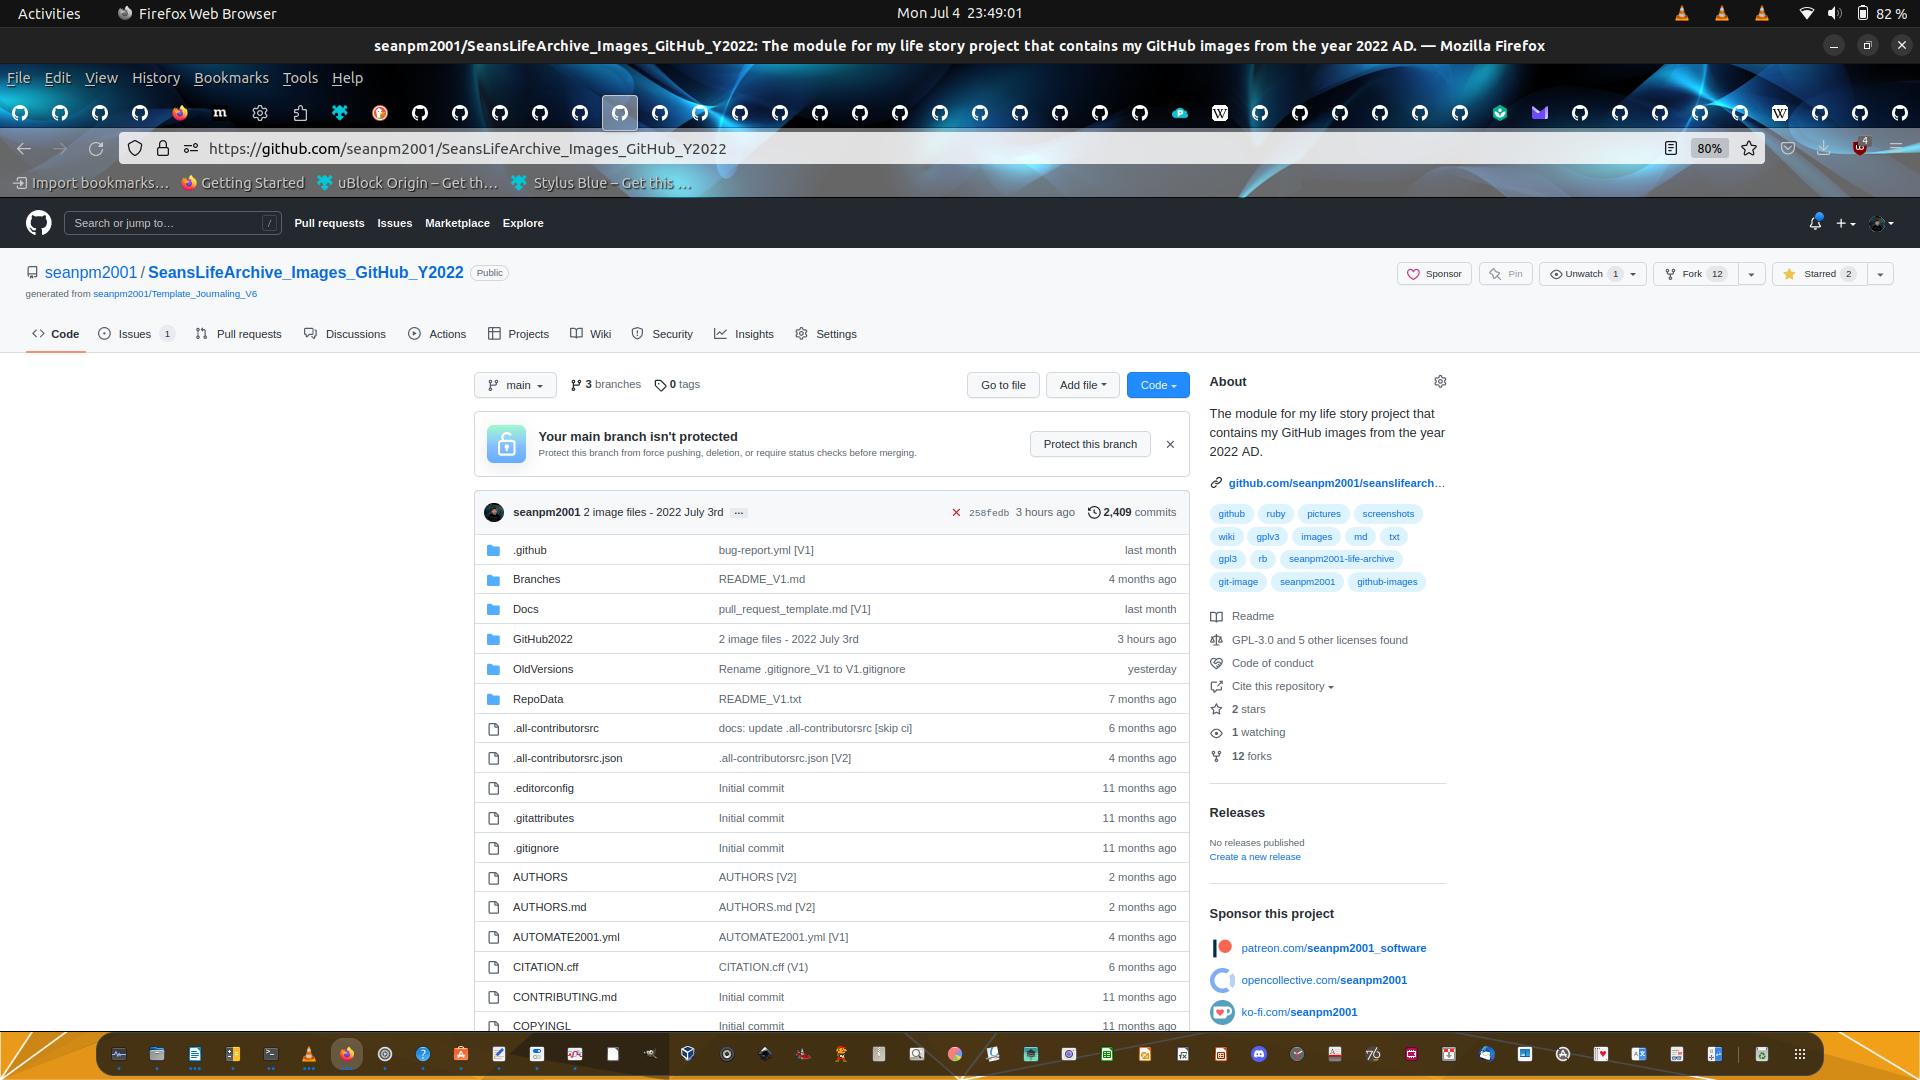 Activities
Firefox Web Browser
Mon Jul 4 23:49:01
82 %
seanpm2001/SeansLifeArchive_Images_GitHub_Y2022: The module for my life story project that contains my GitHub images from the year 2022 AD. — Mozilla Firefox
File Edit View History Bookmarks Tools Help
https://github.com/seanpm2001/SeansLifeArchive_Images_GitHub_Y2022
80%
4
Import bookmarks…
Getting Started
uBlock Origin – Get th…
Stylus Blue – Get this …
Search or jump to…
/
Pull requests Issues Marketplace Explore
seanpm2001 / SeansLifeArchive_Images_GitHub_Y2022 Public
Sponsor
Pin
Unwatch 1
Fork 12
Starred 2
generated from seanpm2001/Template_Journaling_V6
Code
Issues 1
Pull requests
Discussions
Actions
Projects
Wiki
Security
Insights
Settings
main
3 branches
0 tags
Go to file
Add file
Code
Your main branch isn't protected
Protect this branch from force pushing, deletion, or require status checks before merging.
Protect this branch
seanpm2001 2 image files - 2022 July 3rd …
258fedb 3 hours ago
2,409 commits
.github bug-report.yml [V1] last month
Branches README_V1.md 4 months ago
Docs pull_request_template.md [V1] last month
GitHub2022 2 image files - 2022 July 3rd 3 hours ago
OldVersions Rename .gitignore_V1 to V1.gitignore yesterday
RepoData README_V1.txt 7 months ago
.all-contributorsrc docs: update .all-contributorsrc [skip ci] 6 months ago
.all-contributorsrc.json .all-contributorsrc.json [V2] 4 months ago
.editorconfig Initial commit 11 months ago
.gitattributes Initial commit 11 months ago
.gitignore Initial commit 11 months ago
AUTHORS AUTHORS [V2] 2 months ago
AUTHORS.md AUTHORS.md [V2] 2 months ago
AUTOMATE2001.yml AUTOMATE2001.yml [V1] 4 months ago
CITATION.cff CITATION.cff (V1) 6 months ago
CONTRIBUTING.md Initial commit 11 months ago
COPYINGL Initial commit 11 months ago
About
The module for my life story project that
contains my GitHub images from the year
2022 AD.
github.com/seanpm2001/seanslifearch…
github ruby pictures screenshots
wiki gplv3 images md txt
gpl3 rb seanpm2001-life-archive
git-image seanpm2001 github-images
Readme
GPL-3.0 and 5 other licenses found
Code of conduct
Cite this repository
2 stars
1 watching
12 forks
Releases
No releases published
Create a new release
Sponsor this project
patreon.com/seanpm2001_software
opencollective.com/seanpm2001
ko-fi.com/seanpm2001